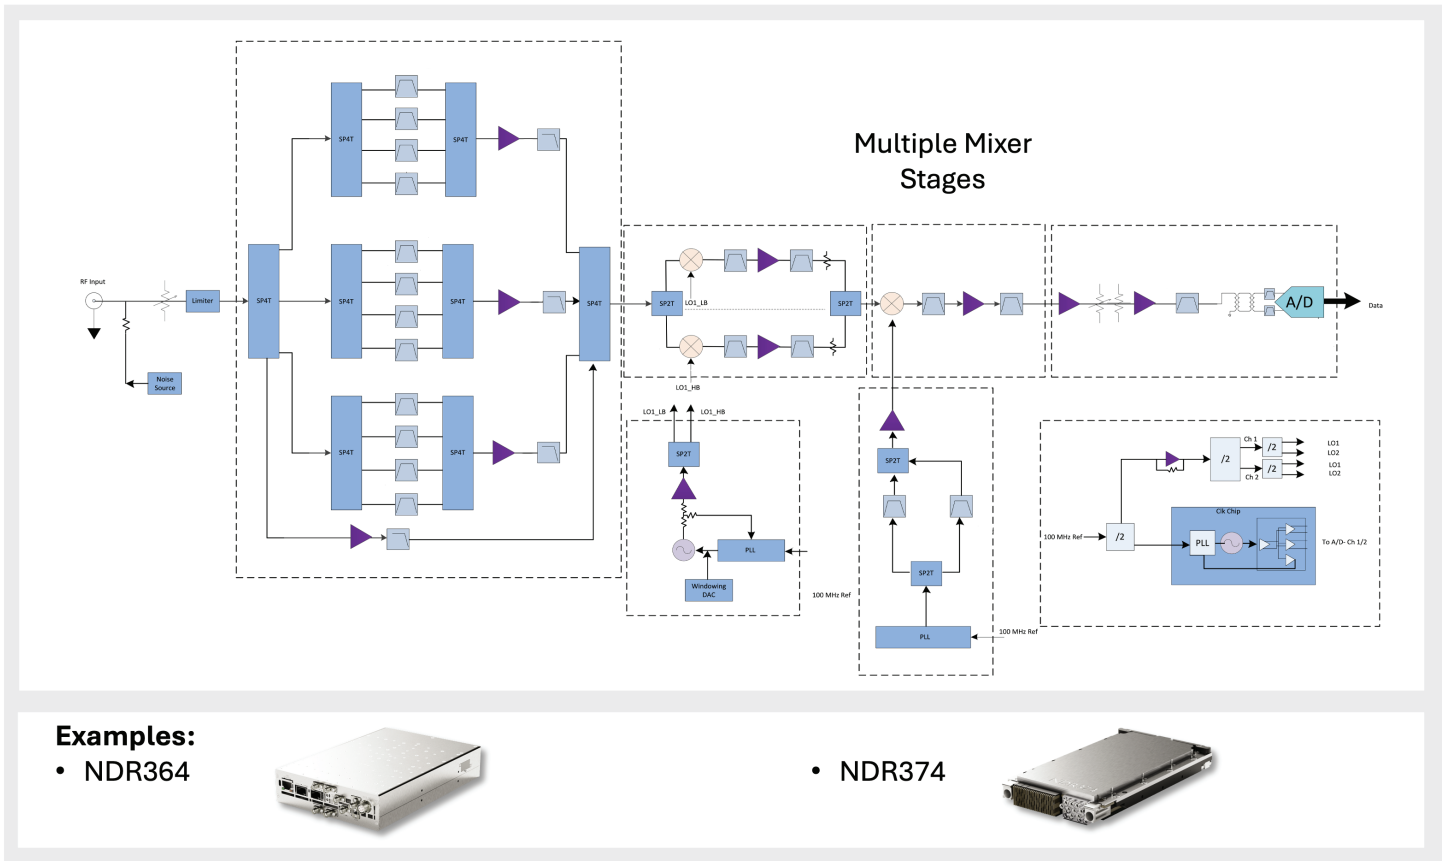 Multiple Mixer
Stages
RF Input
Limiter
Noise
Source
SP4T
SP4T
SP4T
SP4T
SP4T
SP4T
SP4T
SP4T
SP2T
LO1_LB
SP2T
LO1_HB
LO1_LB
LO1_HB
SP2T
PLL
Windowing
DAC
100 MHz Ref
SP2T
SP2T
PLL
100 MHz Ref
A/D
Data
100 MHz Ref
/2
/2
Ch 1
/2
Ch 2
/2
LO1
LO2
LO1
LO2
Clk Chip
PLL
To A/D- Ch 1/2
Examples:
• NDR364
• NDR374